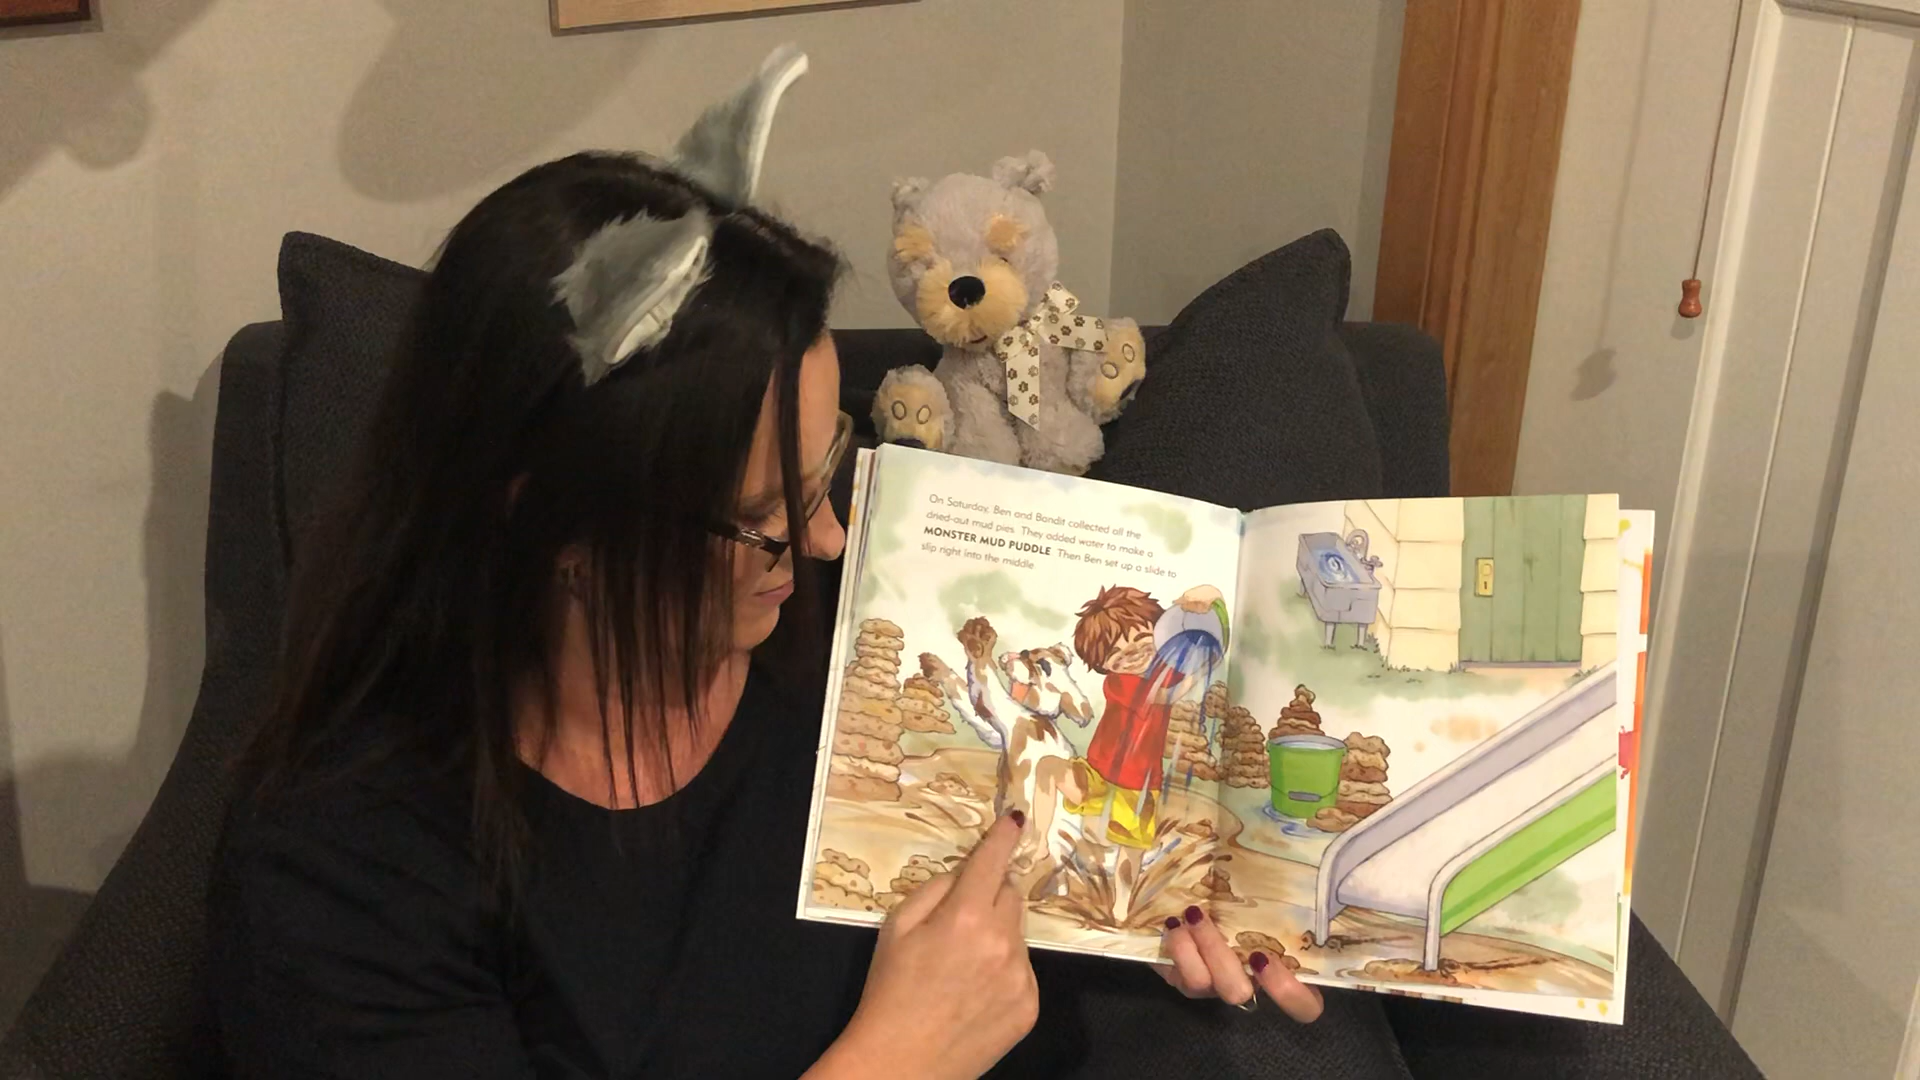 On Saturday, Ben and Bandit collected all the
dried-out mud pies. They added water to make a
MONSTER MUD PUDDLE. Then Ben set up a slide to
slip right into the middle.